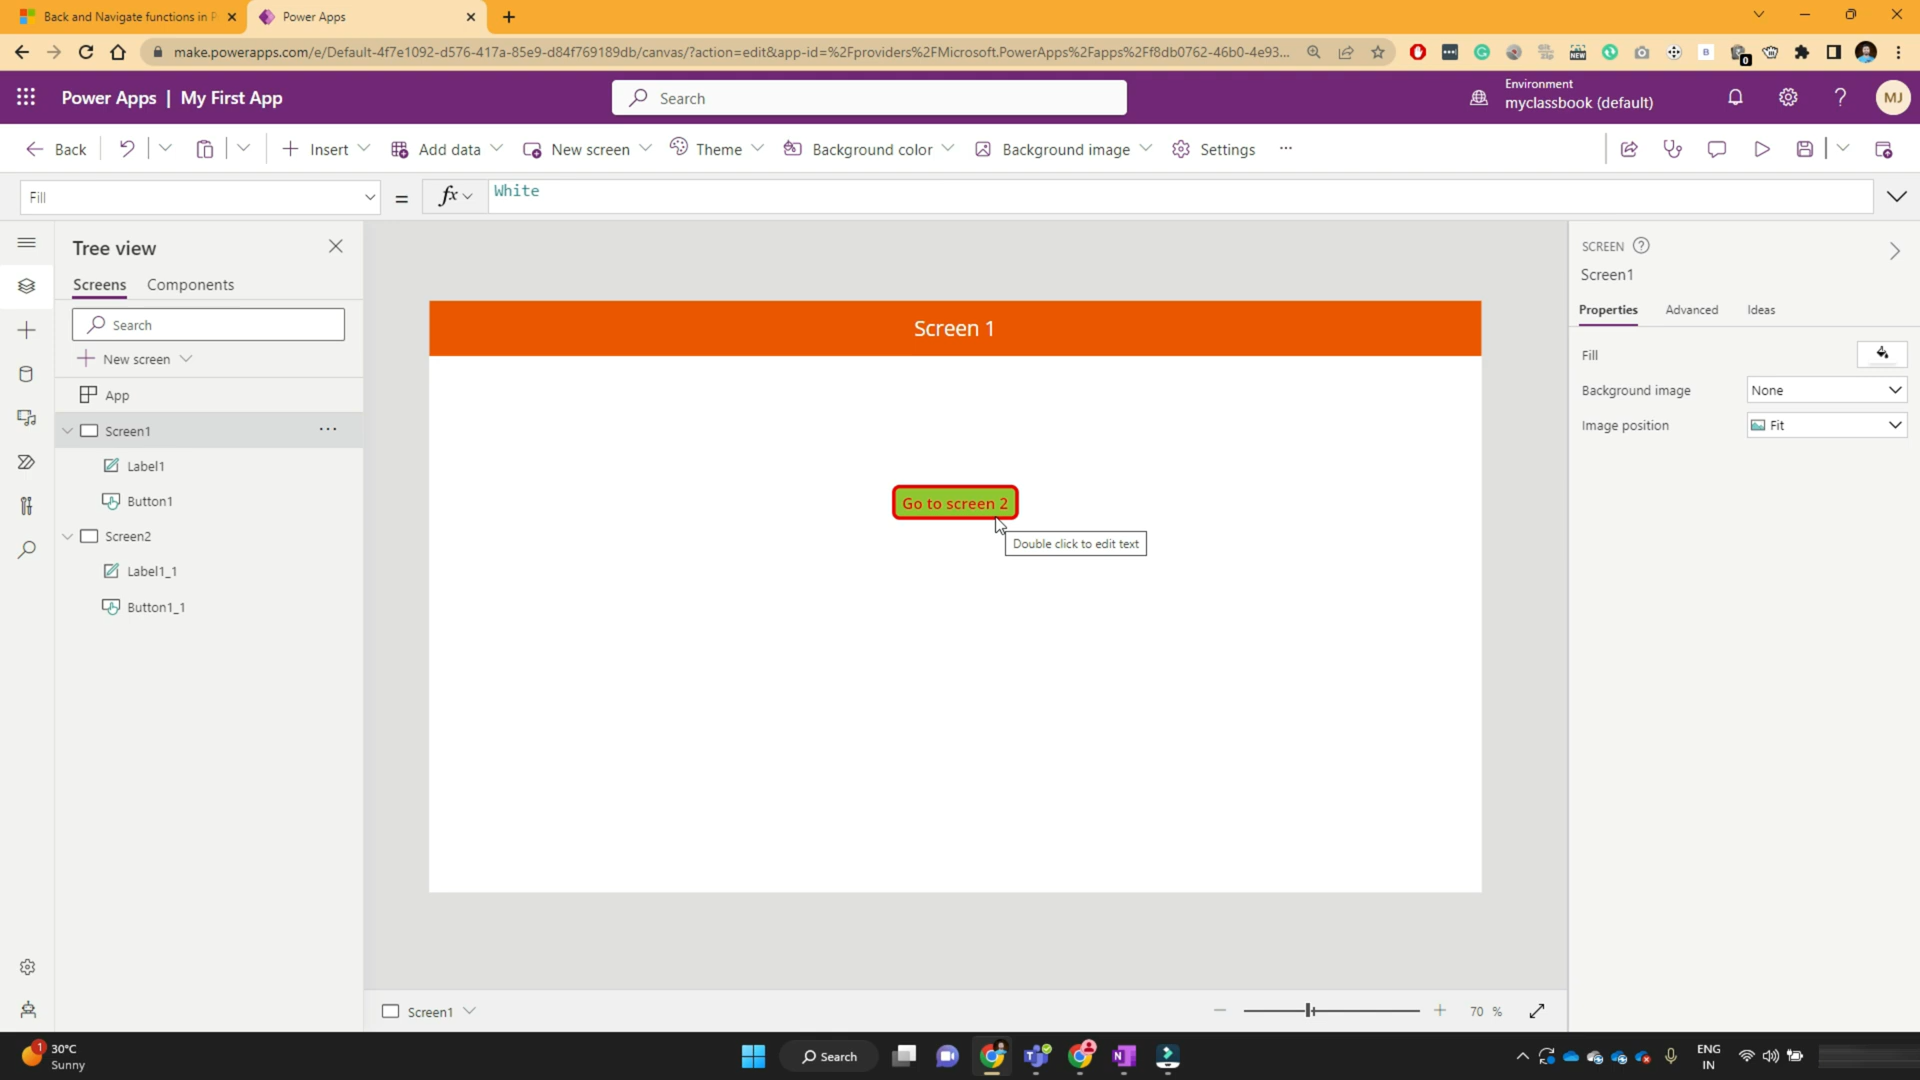 Back and Navigate functions in P
Power Apps
make.powerapps.com/e/Default-4f7e1092-d576-417a-85e9-d84f769189db/canvas/?action=edit&app-id=%2Fproviders%2FMicrosoft.PowerApps%2Fapps%2Ff8db0762-46b0-4e93...
NEW
B
0
Power Apps | My First App
Search
Environment
myclassbook (default)
MJ
Back
Insert
Add data
New screen
Theme
Background color
Background image
Settings
Fill
=
fx
White
Tree view
Screens
Components
Search
New screen
App
Screen1
Label1
Button1
Screen2
Label1_1
Button1_1
Screen 1
Go to screen 2
Double click to edit text
SCREEN
Screen1
Properties
Advanced
Ideas
Fill
Background image
None
Image position
Fit
Screen1
70 %
1
30°C
Sunny
Search
ENG
IN